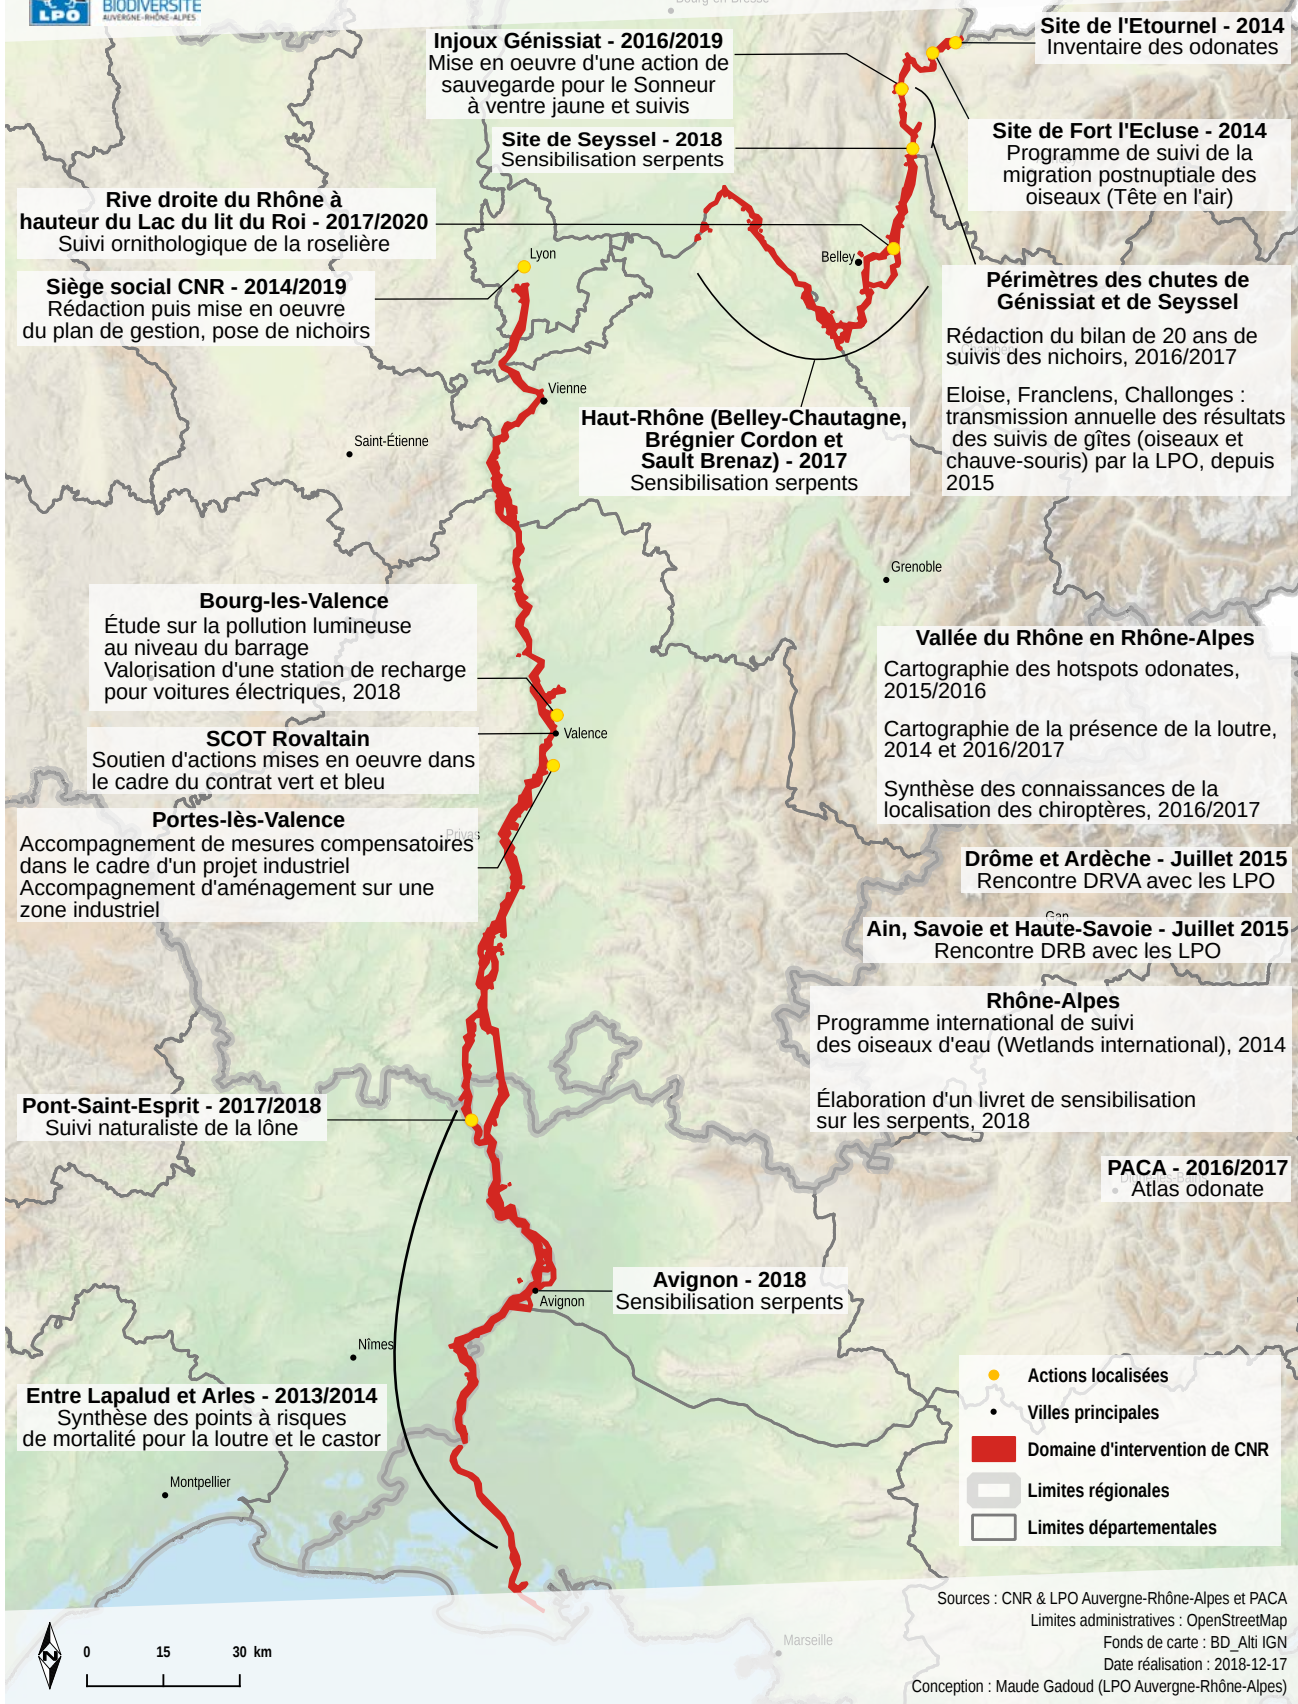 LPO
BIODIVERSITÉ
AUVERGNE-RHÔNE-ALPES
Bourg-en-Bresse
Site de l'Etournel - 2014
Inventaire des odonates
Injoux Génissiat - 2016/2019
Mise en oeuvre d'une action de
sauvegarde pour le Sonneur
à ventre jaune et suivis
Site de Seyssel - 2018
Sensibilisation serpents
Site de Fort l'Ecluse - 2014
Programme de suivi de la
migration postnuptiale des
oiseaux (Tête en l'air)
Rive droite du Rhône à
hauteur du Lac du lit du Roi - 2017/2020
Suivi ornithologique de la roselière
Lyon
Belley
Siège social CNR - 2014/2019
Rédaction puis mise en oeuvre
du plan de gestion, pose de nichoirs
Périmètres des chutes de
Génissiat et de Seyssel
Rédaction du bilan de 20 ans de
suivis des nichoirs, 2016/2017
Eloise, Franclens, Challonges :
transmission annuelle des résultats
des suivis de gîtes (oiseaux et
chauve-souris) par la LPO, depuis
2015
Vienne
Saint-Étienne
Haut-Rhône (Belley-Chautagne,
Brégnier Cordon et
Sault Brenaz) - 2017
Sensibilisation serpents
Grenoble
Bourg-les-Valence
Étude sur la pollution lumineuse
au niveau du barrage
Valorisation d'une station de recharge
pour voitures électriques, 2018
Vallée du Rhône en Rhône-Alpes
Cartographie des hotspots odonates,
2015/2016
Cartographie de la présence de la loutre,
2014 et 2016/2017
Synthèse des connaissances de la
localisation des chiroptères, 2016/2017
Valence
SCOT Rovaltain
Soutien d'actions mises en oeuvre dans
le cadre du contrat vert et bleu
Privas
Portes-lès-Valence
Accompagnement de mesures compensatoires
dans le cadre d'un projet industriel
Accompagnement d'aménagement sur une
zone industriel
Drôme et Ardèche - Juillet 2015
Rencontre DRVA avec les LPO
Gap
Ain, Savoie et Haute-Savoie - Juillet 2015
Rencontre DRB avec les LPO
Rhône-Alpes
Programme international de suivi
des oiseaux d'eau (Wetlands international), 2014
Élaboration d'un livret de sensibilisation
sur les serpents, 2018
Pont-Saint-Esprit - 2017/2018
Suivi naturaliste de la lône
PACA - 2016/2017
Atlas odonate
Digne-les-Bains
Avignon - 2018
Sensibilisation serpents
Avignon
Nîmes
Entre Lapalud et Arles - 2013/2014
Synthèse des points à risques
de mortalité pour la loutre et le castor
Montpellier
Actions localisées
Villes principales
Domaine d'intervention de CNR
Limites régionales
Limites départementales
Marseille
N
0 15 30 km
Sources : CNR & LPO Auvergne-Rhône-Alpes et PACA
Limites administratives : OpenStreetMap
Fonds de carte : BD_Alti IGN
Date réalisation : 2018-12-17
Conception : Maude Gadoud (LPO Auvergne-Rhône-Alpes)